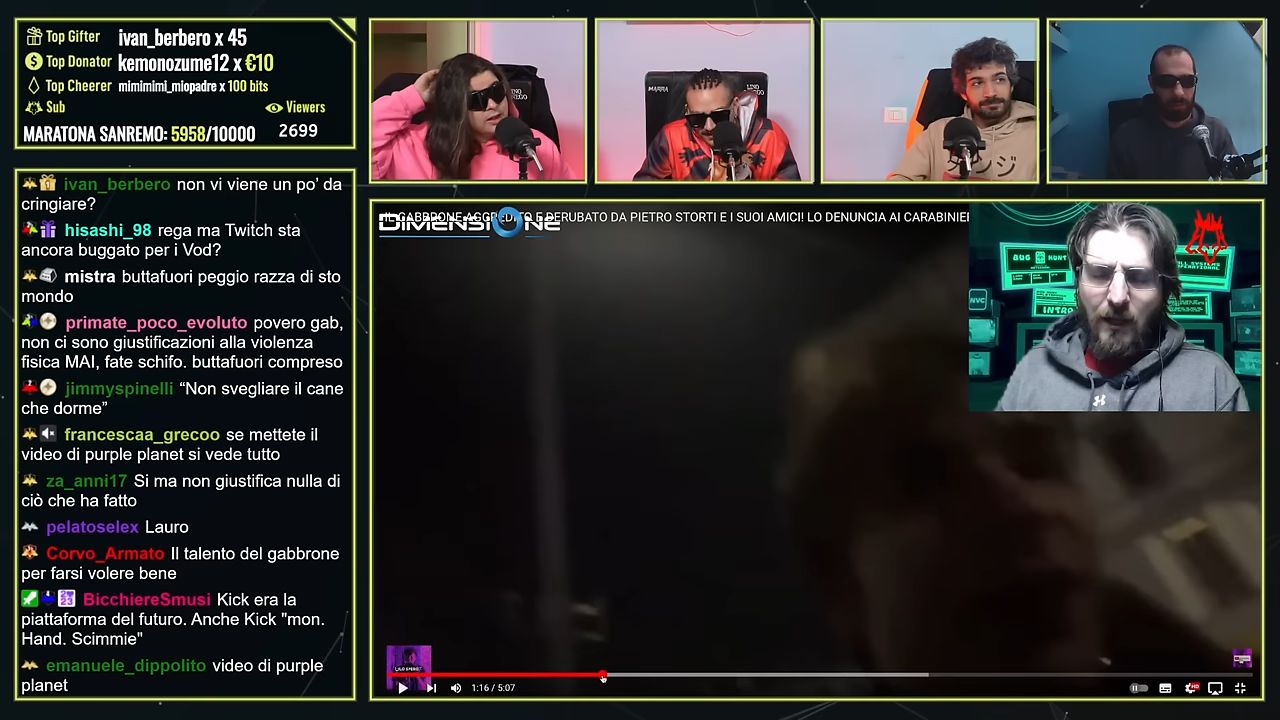 Top Gifter ivan_berbero x 45
Top Donator kemonozume12 x €10
Top Cheerer mimimimi_miopadre x 100 bits
Sub Viewers
MARATONA SANREMO: 5958/10000 2699
ivan_berbero non vi viene un po' da
cringiare?
hisashi_98 rega ma Twitch sta
ancora buggato per i Vod?
mistra buttafuori peggio razza di sto
mondo
primate_poco_evoluto povero gab,
non ci sono giustificazioni alla violenza
fisica MAI, fate schifo. buttafuori compreso
jimmyspinelli “Non svegliare il cane
che dorme”
francescaa_grecoo se mettete il
video di purple planet si vede tutto
za_anni17 Si ma non giustifica nulla di
ciò che ha fatto
pelatoselex Lauro
Corvo_Armato Il talento del gabbrone
per farsi volere bene
BicchiereSmusi Kick era la
piattaforma del futuro. Anche Kick "mon.
Hand. Scimmie"
emanuele_dippolito video di purple
planet
MARRA
IL GABBRONE AGGREDITO E DERUBATO DA PIETRO STORTI E I SUOI AMICI! LO DENUNCIA AI CARABINIERI
DIMENSIONE
AUG HUNT
NVC
INTRO
1:16 / 5:07
HD